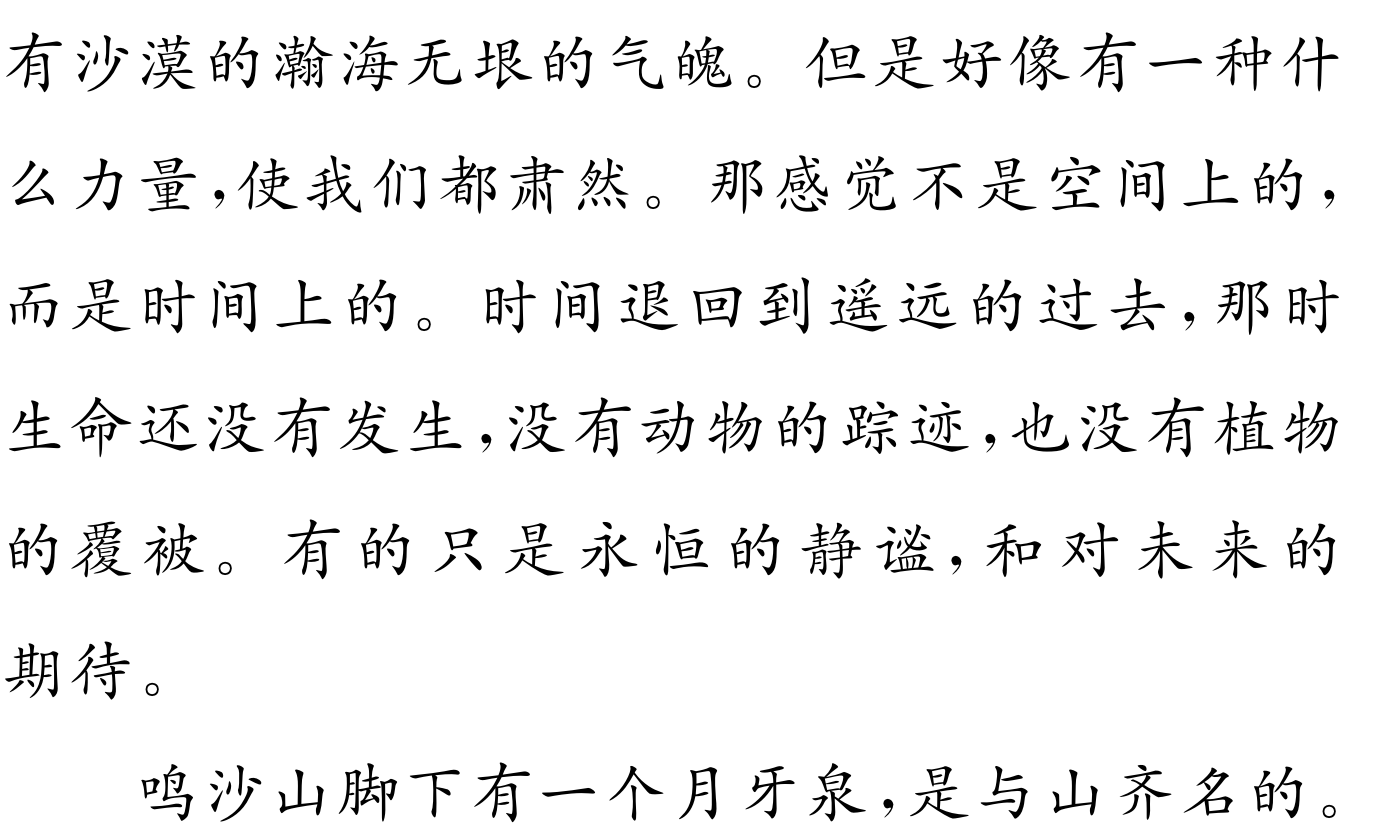 有沙漠的瀚海无垠的气魄。但是好像有一种什
么力量,使我们都肃然。那感觉不是空间上的,
而是时间上的。时间退回到遥远的过去,那时
生命还没有发生,没有动物的踪迹,也没有植物
的覆被。有的只是永恒的静谧,和对未来的
期待。
鸣沙山脚下有一个月牙泉,是与山齐名的。